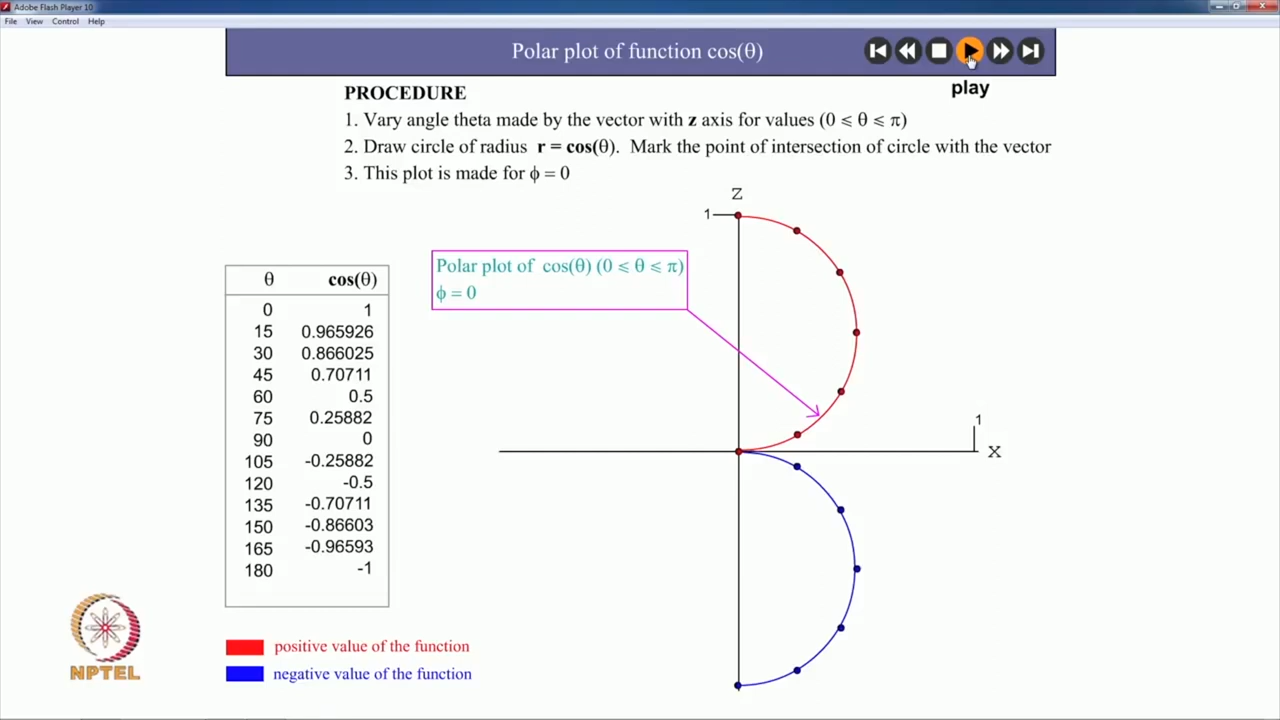 Adobe Flash Player 10
File View Control Help
Polar plot of function cos(θ)
play
PROCEDURE
1. Vary angle theta made by the vector with z axis for values (0 ⩽ θ ⩽ π)
2. Draw circle of radius r = cos(θ). Mark the point of intersection of circle with the vector
3. This plot is made for ϕ = 0
Z
1
Polar plot of cos(θ) (0 ⩽ θ ⩽ π)
ϕ = 0
θ cos(θ)
0 1
15 0.965926
30 0.866025
45 0.70711
60 0.5
75 0.25882
90 0
105 -0.25882
120 -0.5
135 -0.70711
150 -0.86603
165 -0.96593
180 -1
1
X
positive value of the function
negative value of the function
NPTEL